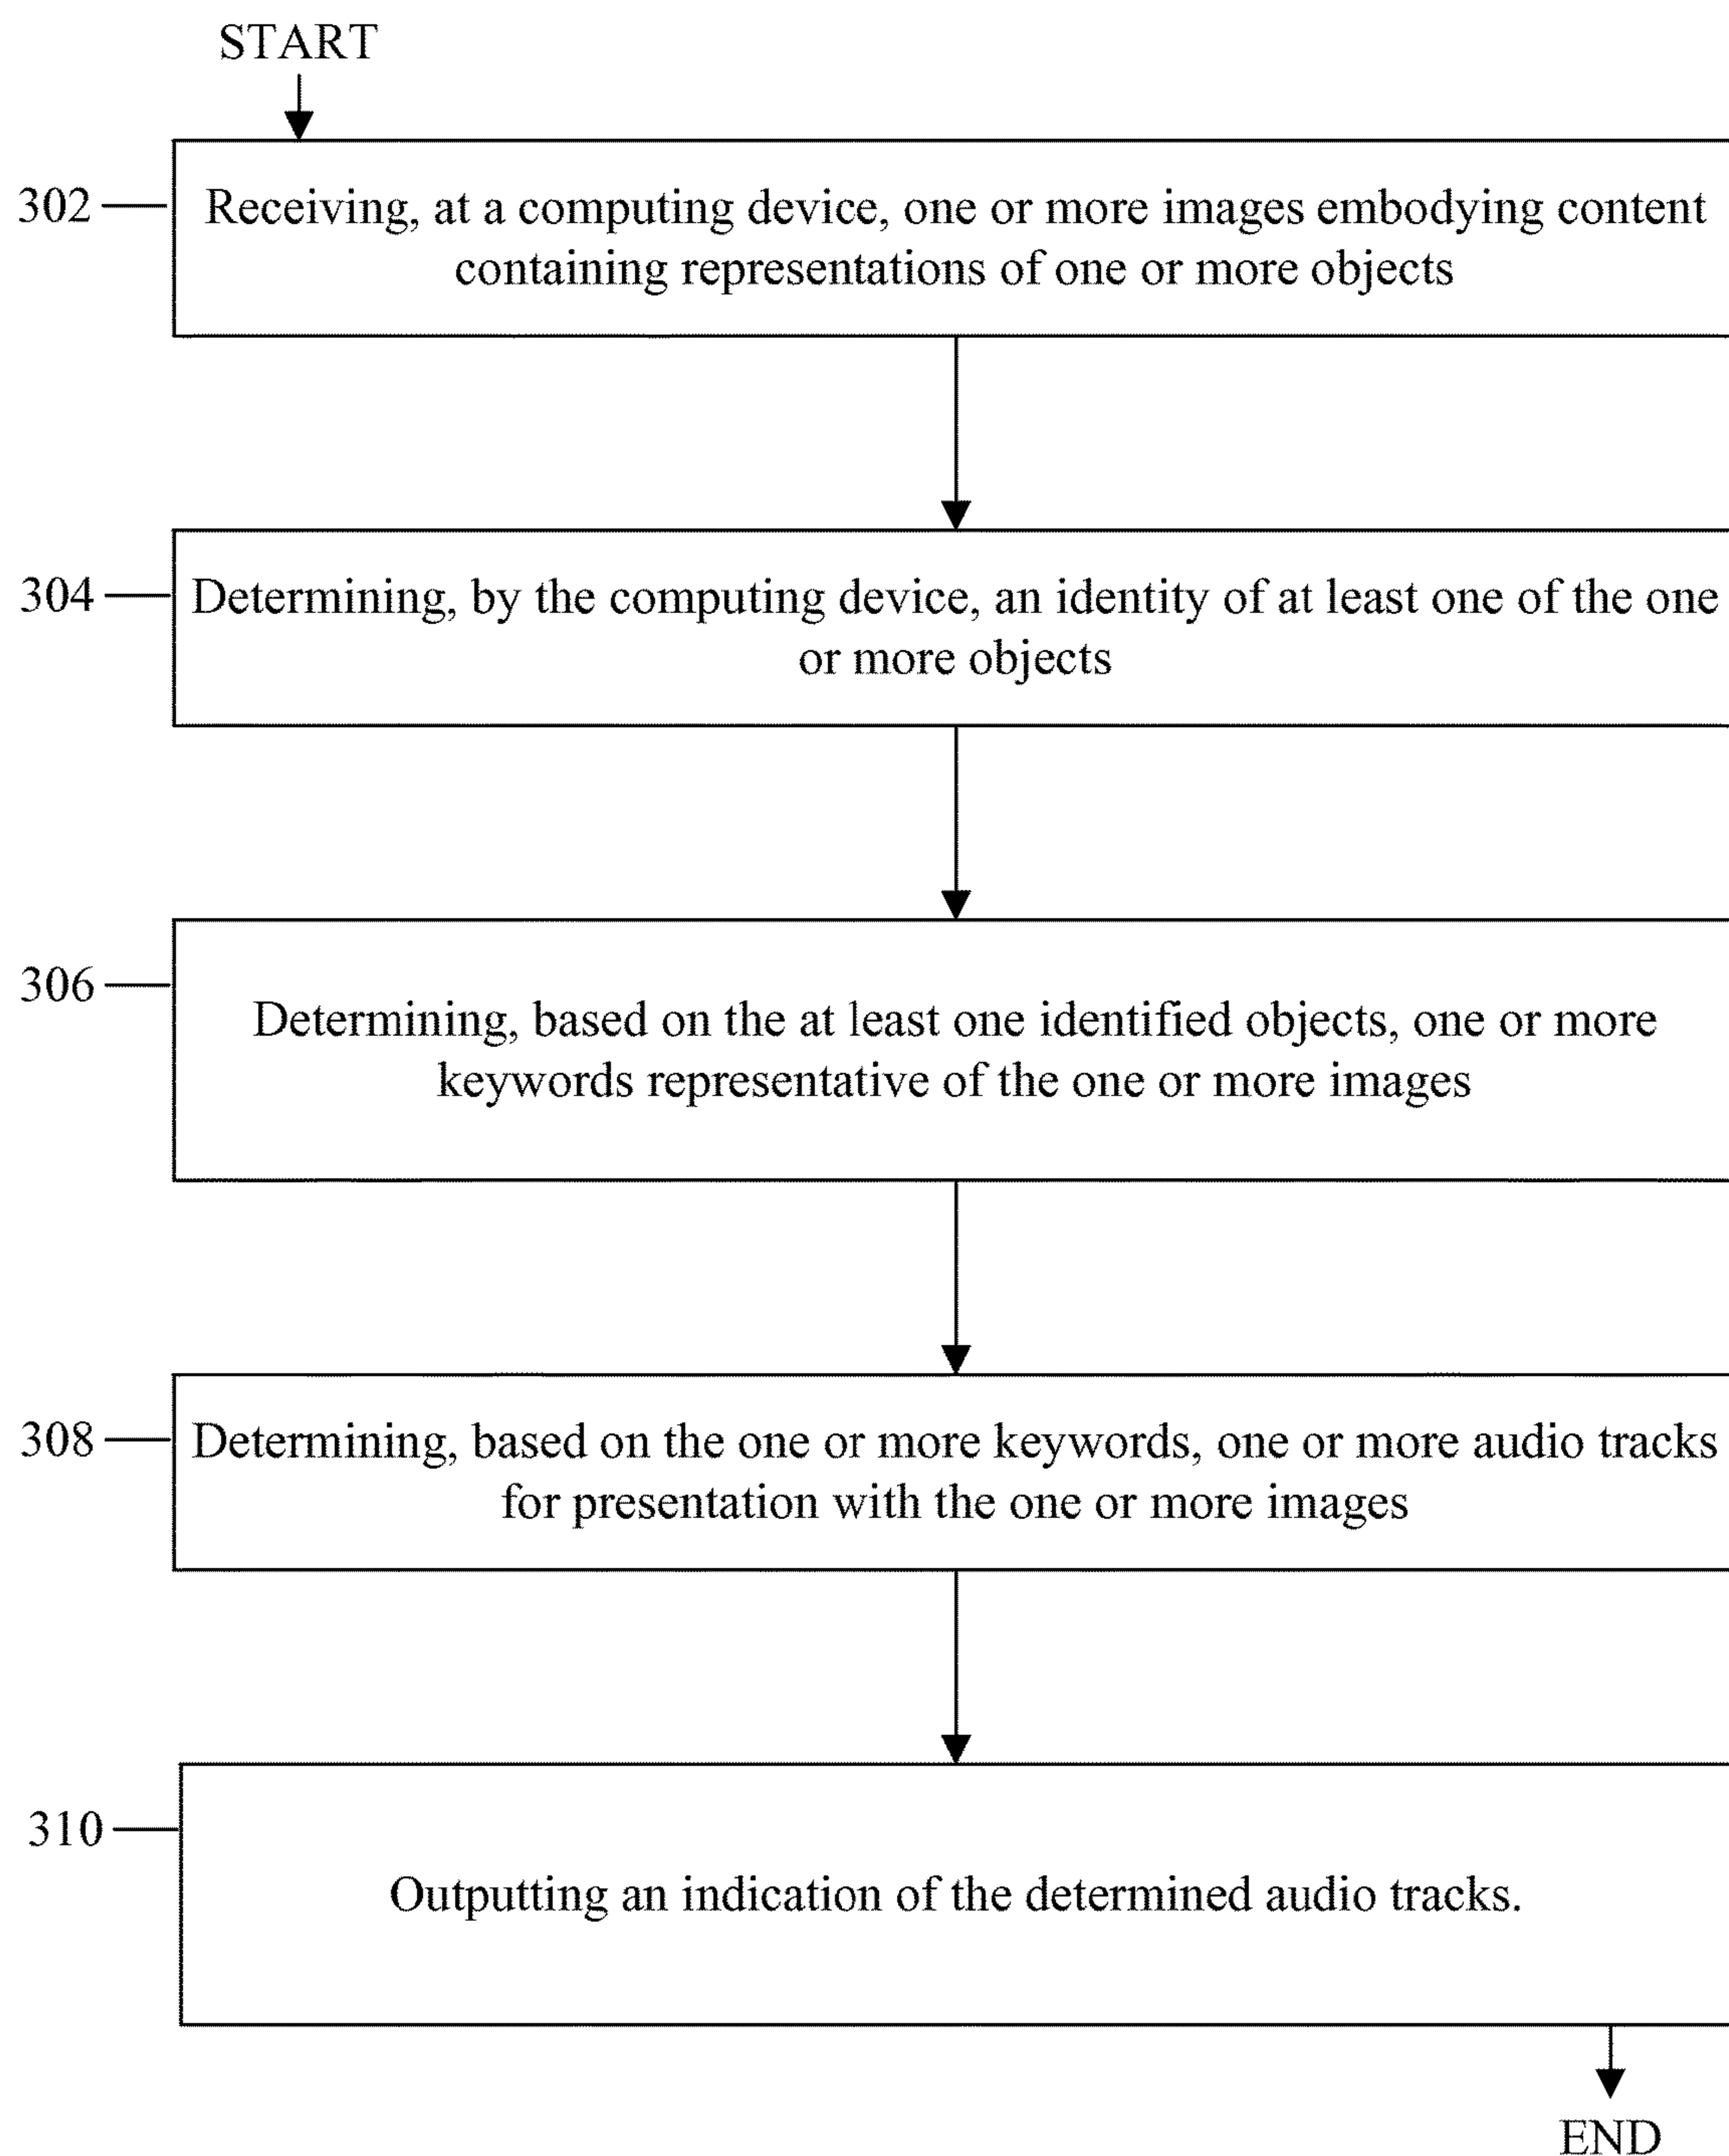 START
302
Receiving, at a computing device, one or more images embodying content
containing representations of one or more objects
304
Determining, by the computing device, an identity of at least one of the one
or more objects
306
Determining, based on the at least one identified objects, one or more
keywords representative of the one or more images
308
Determining, based on the one or more keywords, one or more audio tracks
for presentation with the one or more images
310
Outputting an indication of the determined audio tracks.
END